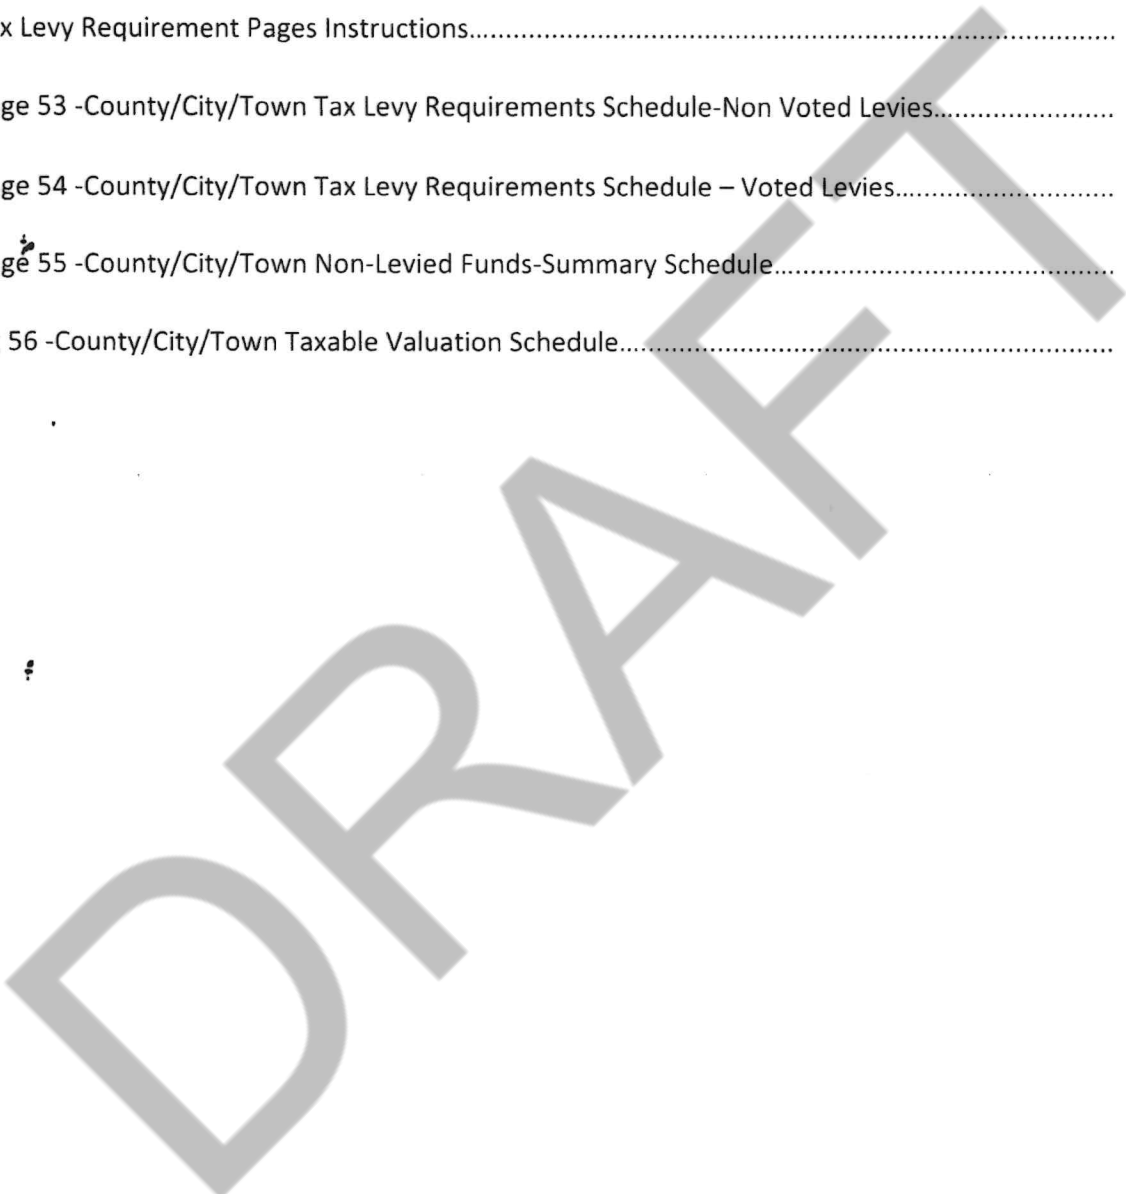 x Levy Requirement Pages Instructions..........................................................................................
ge 53 -County/City/Town Tax Levy Requirements Schedule-Non Voted Levies.........................
ge 54 -County/City/Town Tax Levy Requirements Schedule – Voted Levies..............................
ge 55 -County/City/Town Non-Levied Funds-Summary Schedule...............................................
56 -County/City/Town Taxable Valuation Schedule....................................................................
DRAFT